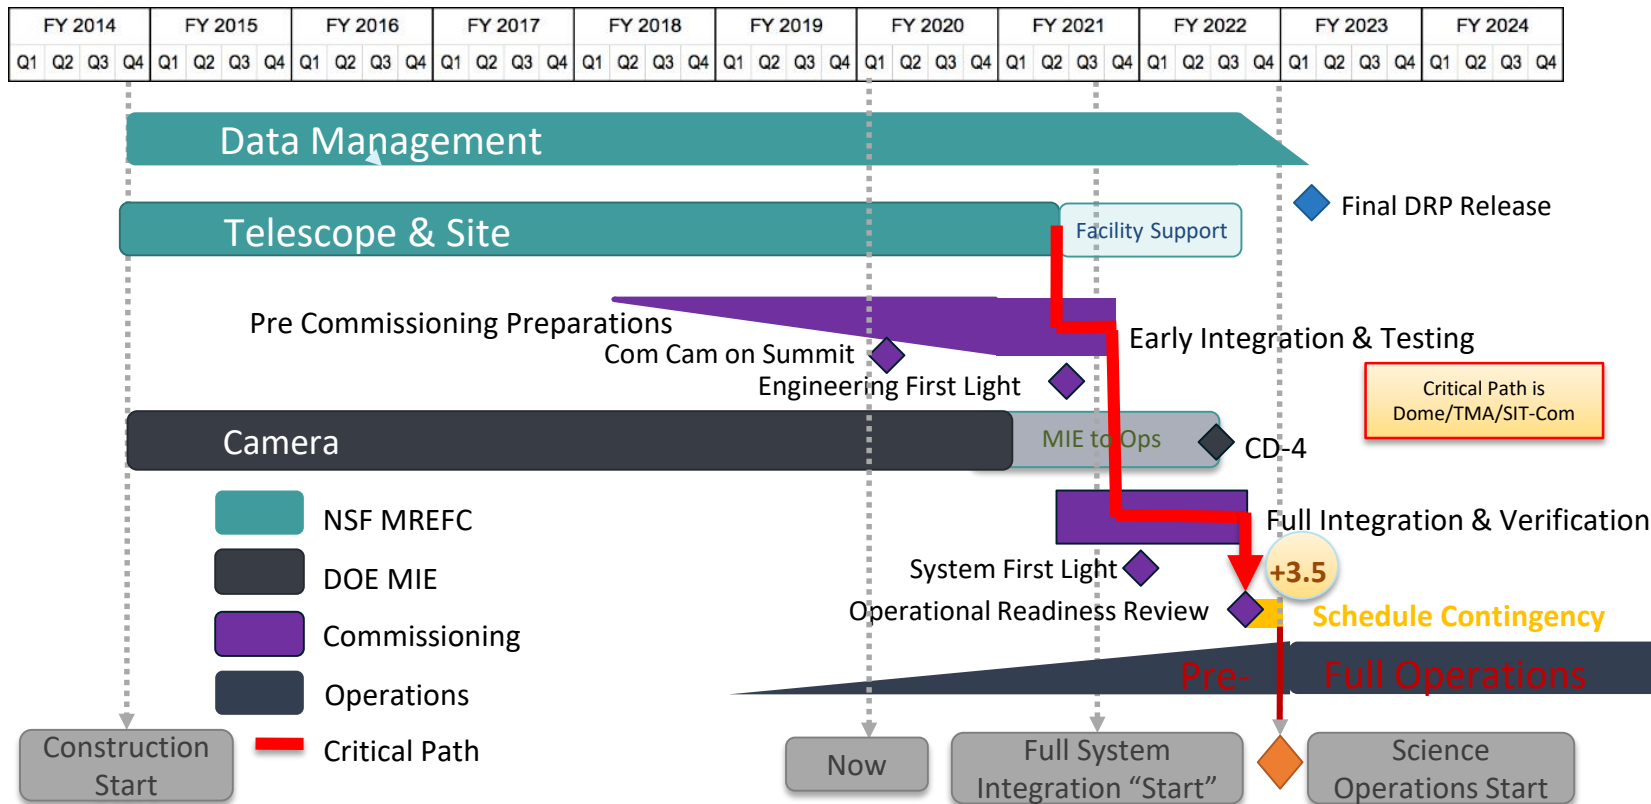 FY 2014 FY 2015 FY 2016 FY 2017 FY 2018 FY 2019 FY 2020 FY 2021 FY 2022 FY 2023 FY 2024
Q1 Q2 Q3 Q4 Q1 Q2 Q3 Q4 Q1 Q2 Q3 Q4 Q1 Q2 Q3 Q4 Q1 Q2 Q3 Q4 Q1 Q2 Q3 Q4 Q1 Q2 Q3 Q4 Q1 Q2 Q3 Q4 Q1 Q2 Q3 Q4 Q1 Q2 Q3 Q4 Q1 Q2 Q3 Q4
Data Management
Final DRP Release
Telescope & Site
Facility Support
Pre Commissioning Preparations
Early Integration & Testing
Com Cam on Summit
Engineering First Light
Critical Path is
Dome/TMA/SIT-Com
Camera
MIE to Ops
CD-4
NSF MREFC
Full Integration & Verification
DOE MIE
System First Light
+3.5
Operational Readiness Review
Schedule Contingency
Commissioning
Pre-
Full Operations
Operations
Critical Path
Construction
Start
Now
Full System
Integration “Start”
Science
Operations Start